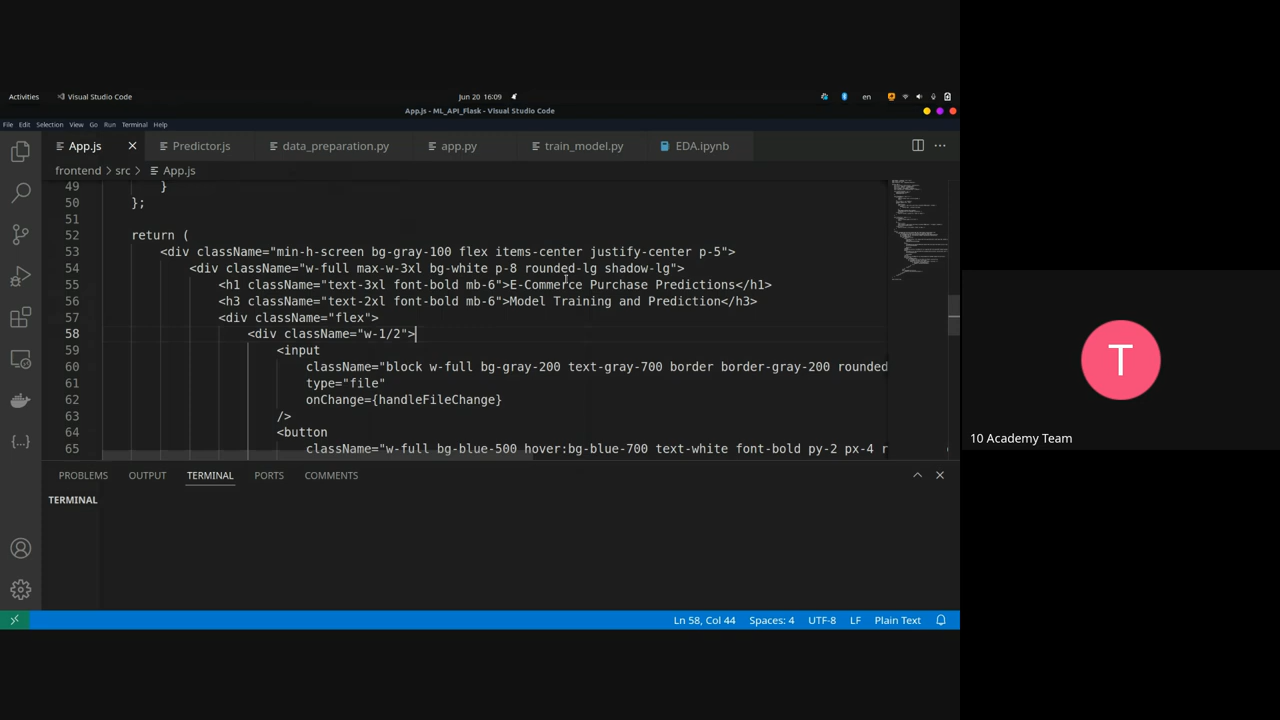 Activities
Visual Studio Code
Jun 20 16:09
en
App.Js - ML_API_Flask - Visual Studio Code
File Edit Selection View Go Run Terminal Help
App.js
Predictor.js
data_preparation.py
app.py
train_model.py
EDA.ipynb
frontend > src > App.js
49 }
50 };
51
52 return (
53 <div className="min-h-screen bg-gray-100 flex items-center justify-center p-5">
54 <div className="w-full max-w-3xl bg-white p-8 rounded-lg shadow-lg">
55 <h1 className="text-3xl font-bold mb-6">E-Commerce Purchase Predictions</h1>
56 <h3 className="text-2xl font-bold mb-6">Model Training and Prediction</h3>
57 <div className="flex">
58 <div className="w-1/2">
59 <input
60 className="block w-full bg-gray-200 text-gray-700 border border-gray-200 rounded
61 type="file"
62 onChange={handleFileChange}
63 />
64 <button
65 className="w-full bg-blue-500 hover:bg-blue-700 text-white font-bold py-2 px-4 r
PROBLEMS OUTPUT TERMINAL PORTS COMMENTS
TERMINAL
Ln 58, Col 44
Spaces: 4
UTF-8
LF
Plain Text
T
10 Academy Team